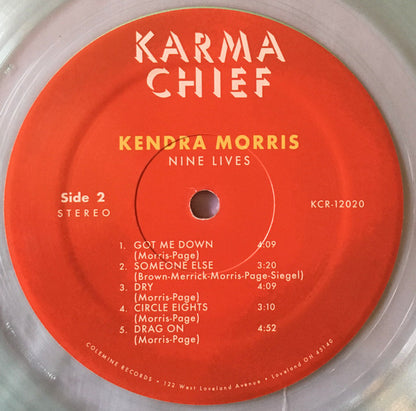 KARMA
CHIEF
KENDRA MORRIS
NINE LIVES
Side 2
STEREO
KCR-12020
1. GOT ME DOWN 4:09
(Morris-Page)
2. SOMEONE ELSE 3:20
(Brown-Merrick-Morris-Page-Siegel)
3. DRY 4:09
(Morris-Page)
4. CIRCLE EIGHTS 3:10
(Morris-Page)
5. DRAG ON 4:52
(Morris-Page)
COLEMINE RECORDS • 122 West Loveland Avenue • Loveland OH 45140